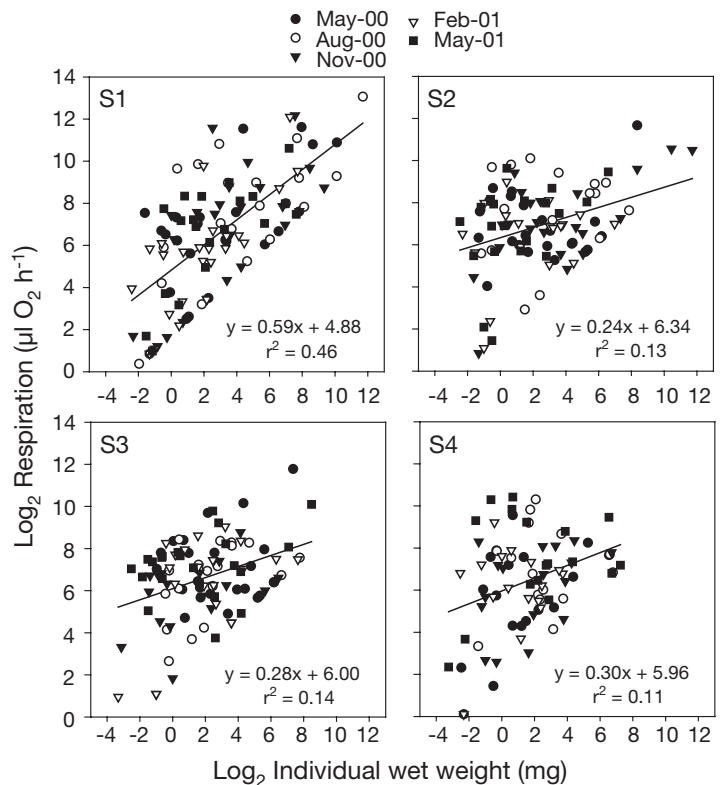 May-00
Aug-00
Nov-00
Feb-01
May-01
S1
14
12
10
8
6
4
2
0
-4 -2 0 2 4 6 8 10 12
y = 0.59x + 4.88
r² = 0.46
S2
-4 -2 0 2 4 6 8 10 12
y = 0.24x + 6.34
r² = 0.13
S3
14
12
10
8
6
4
2
0
-4 -2 0 2 4 6 8 10 12
y = 0.28x + 6.00
r² = 0.14
S4
-4 -2 0 2 4 6 8 10 12
y = 0.30x + 5.96
r² = 0.11
Log₂ Respiration (µl O₂ h⁻¹)
Log₂ Individual wet weight (mg)